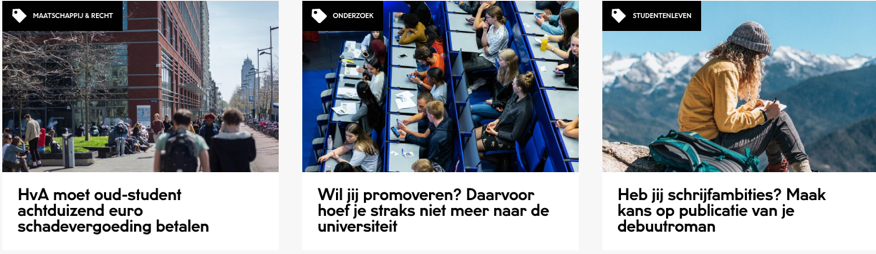 MAATSCHAPPIJ & RECHT
HvA moet oud-student
achtduizend euro
schadevergoeding betalen
ONDERZOEK
Wil jij promoveren? Daarvoor
hoef je straks niet meer naar de
universiteit
STUDENTENLEVEN
Heb jij schrijfambities? Maak
kans op publicatie van je
debuutroman